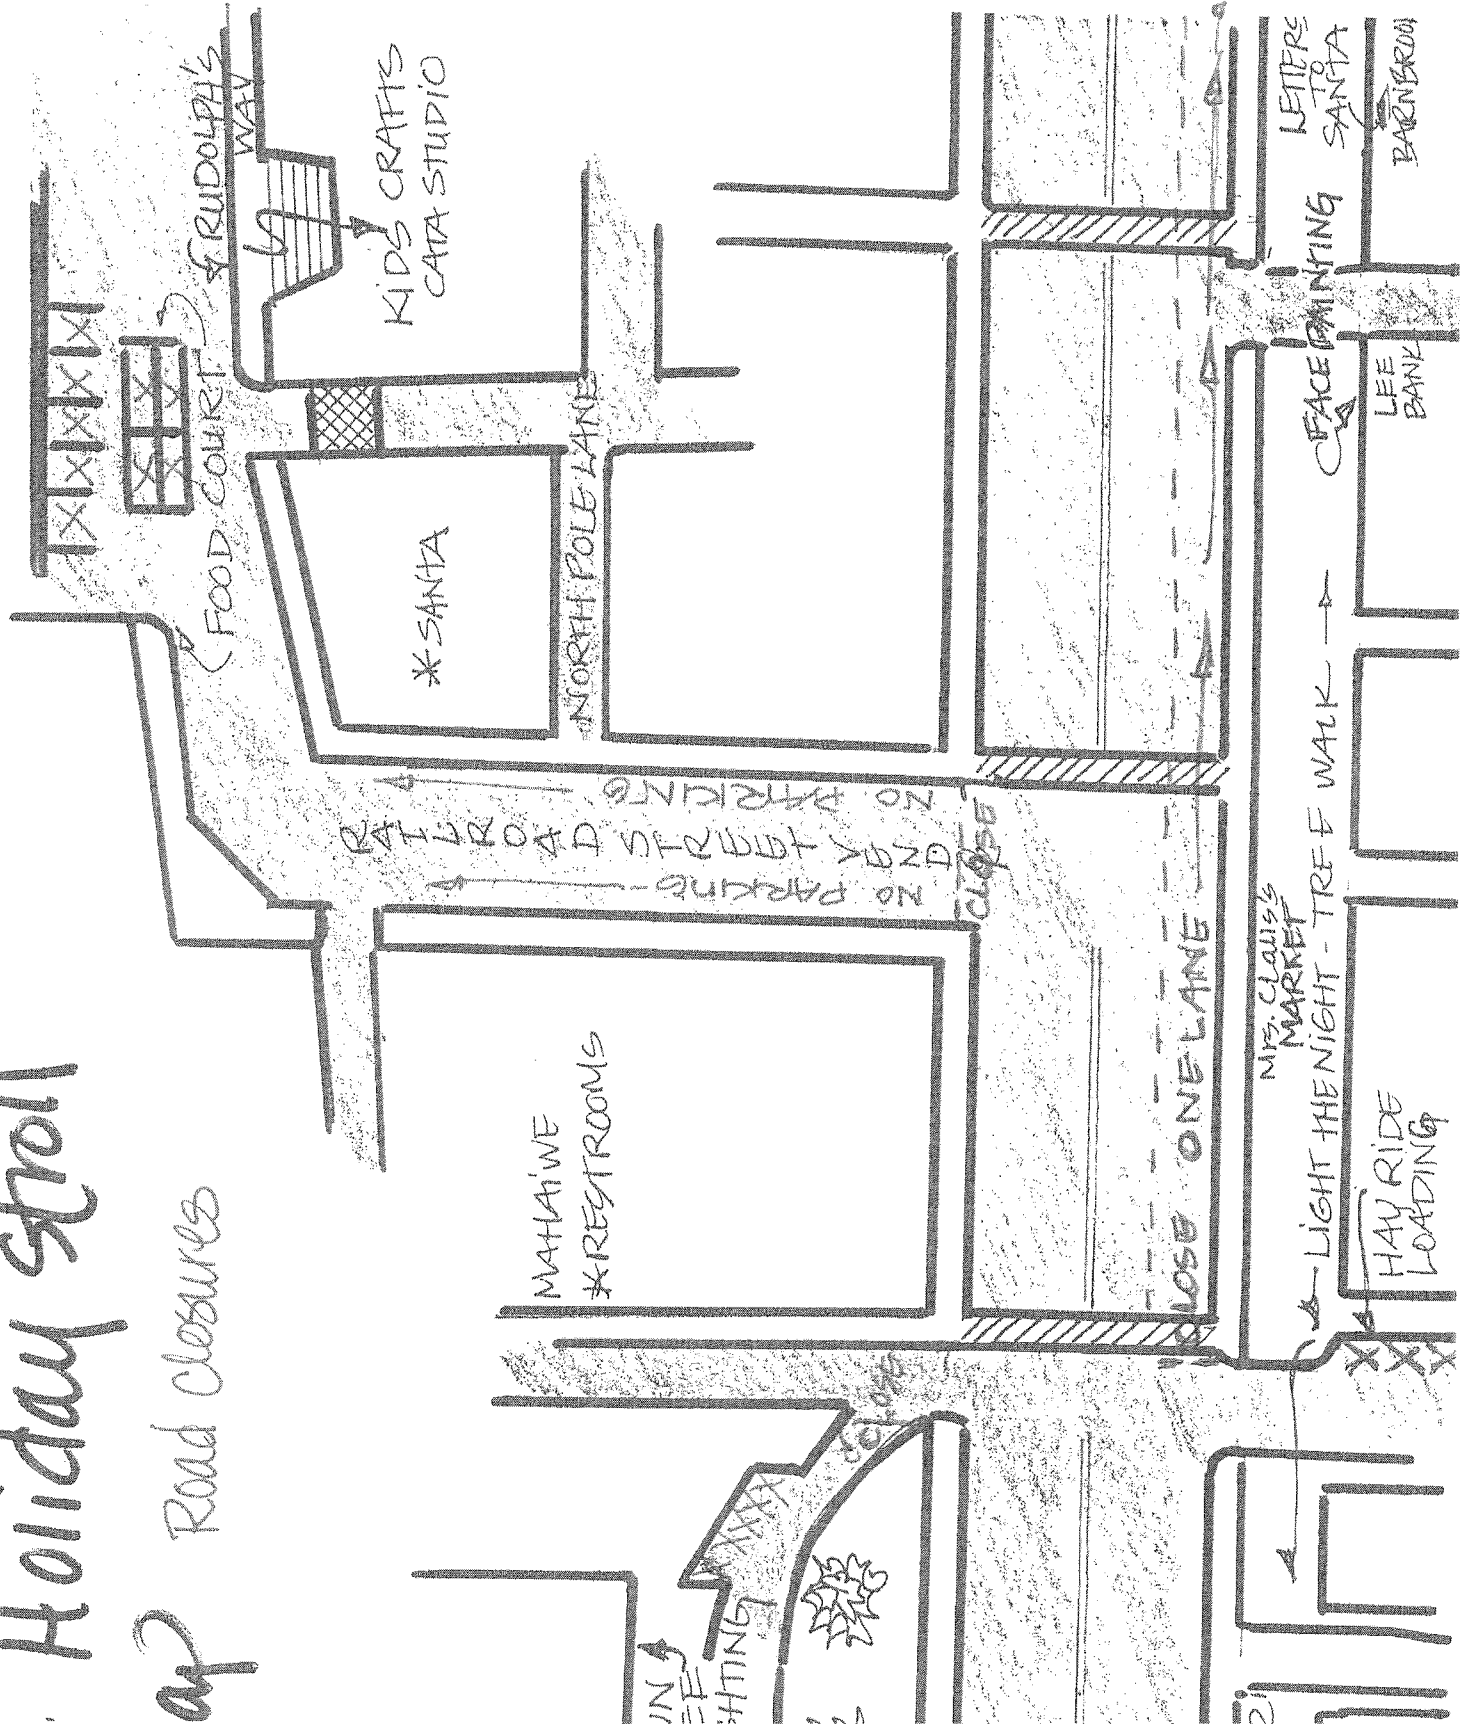 Holiday Stroll
Road Closures
RUDOLPH'S
WAY
KIDS CRAFTS
CATA STUDIO
FOOD COURT
*SANTA
NORTH POLE LANE
NO PARKING
RAILROAD STREET VEND
NO PARKING
CLOSE
MAHAIWE
*RESTROOMS
CLOSE
CLOSE ONE LANE
Mrs. Clauss's
MARKET
LIGHT THE NIGHT - TREE WALK
HAY RIDE
LOADING
FACE PAINTING
LEE
BANK
LETTERS
TO
SANTA
BARNBROOK